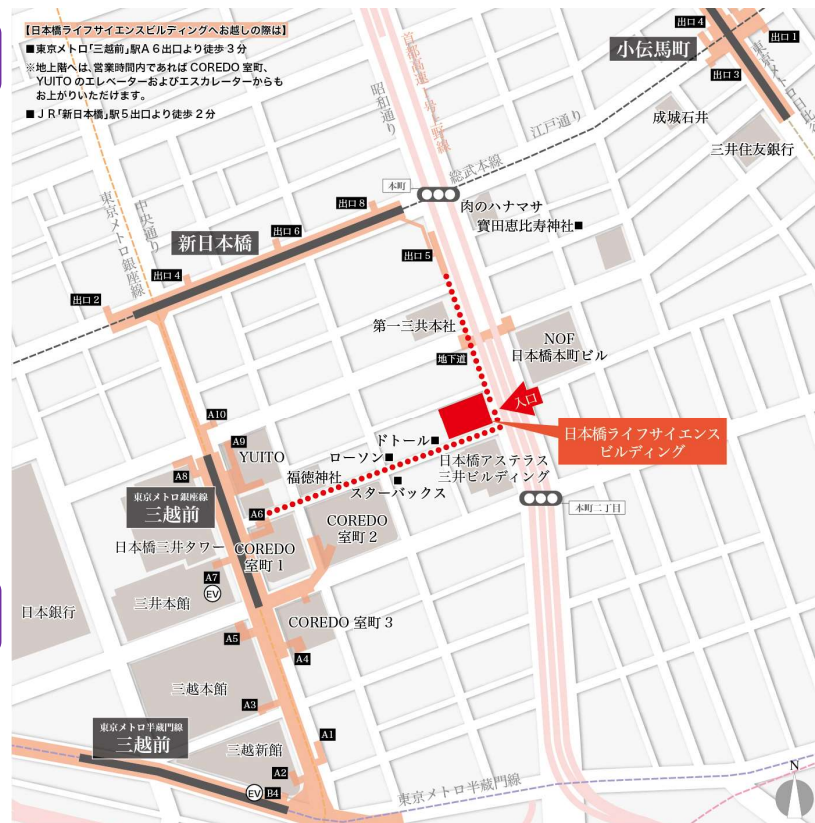 【日本橋ライフサイエンスビルディングへお越しの際は】
■東京メトロ「三越前」駅A６出口より徒歩３分
※地上階へは、営業時間内であれば COREDO 室町、
YUITO のエレベーターおよびエスカレーターからも
お上がりいただけます。
■ＪＲ「新日本橋」駅５出口より徒歩２分
出口4
出口1
小伝馬町
出口3
昭和通り
首都高速1号上野線
江戸通り
成城石井
三井住友銀行
総武本線
本町
肉のハナマサ
寶田恵比寿神社■
東京メトロ銀座線
中央通り
出口8
出口6
新日本橋
出口5
出口4
出口2
第一三共本社
NOF
日本橋本町ビル
地下道
入口
A10
A9
YUITO
ドトール■
ローソン■
日本橋ライフサイエンス
ビルディング
A8
福徳神社
スターバックス
日本橋アステラス
三井ビルディング
東京メトロ銀座線
三越前
A6
本町二丁目
COREDO
室町２
日本橋三井タワー
COREDO
室町１
A7
EV
三井本館
日本銀行
COREDO 室町３
A5
A4
三越本館
A3
東京メトロ半蔵門線
三越前
三越新館
A1
A2
EV
B4
東京メトロ半蔵門線
N